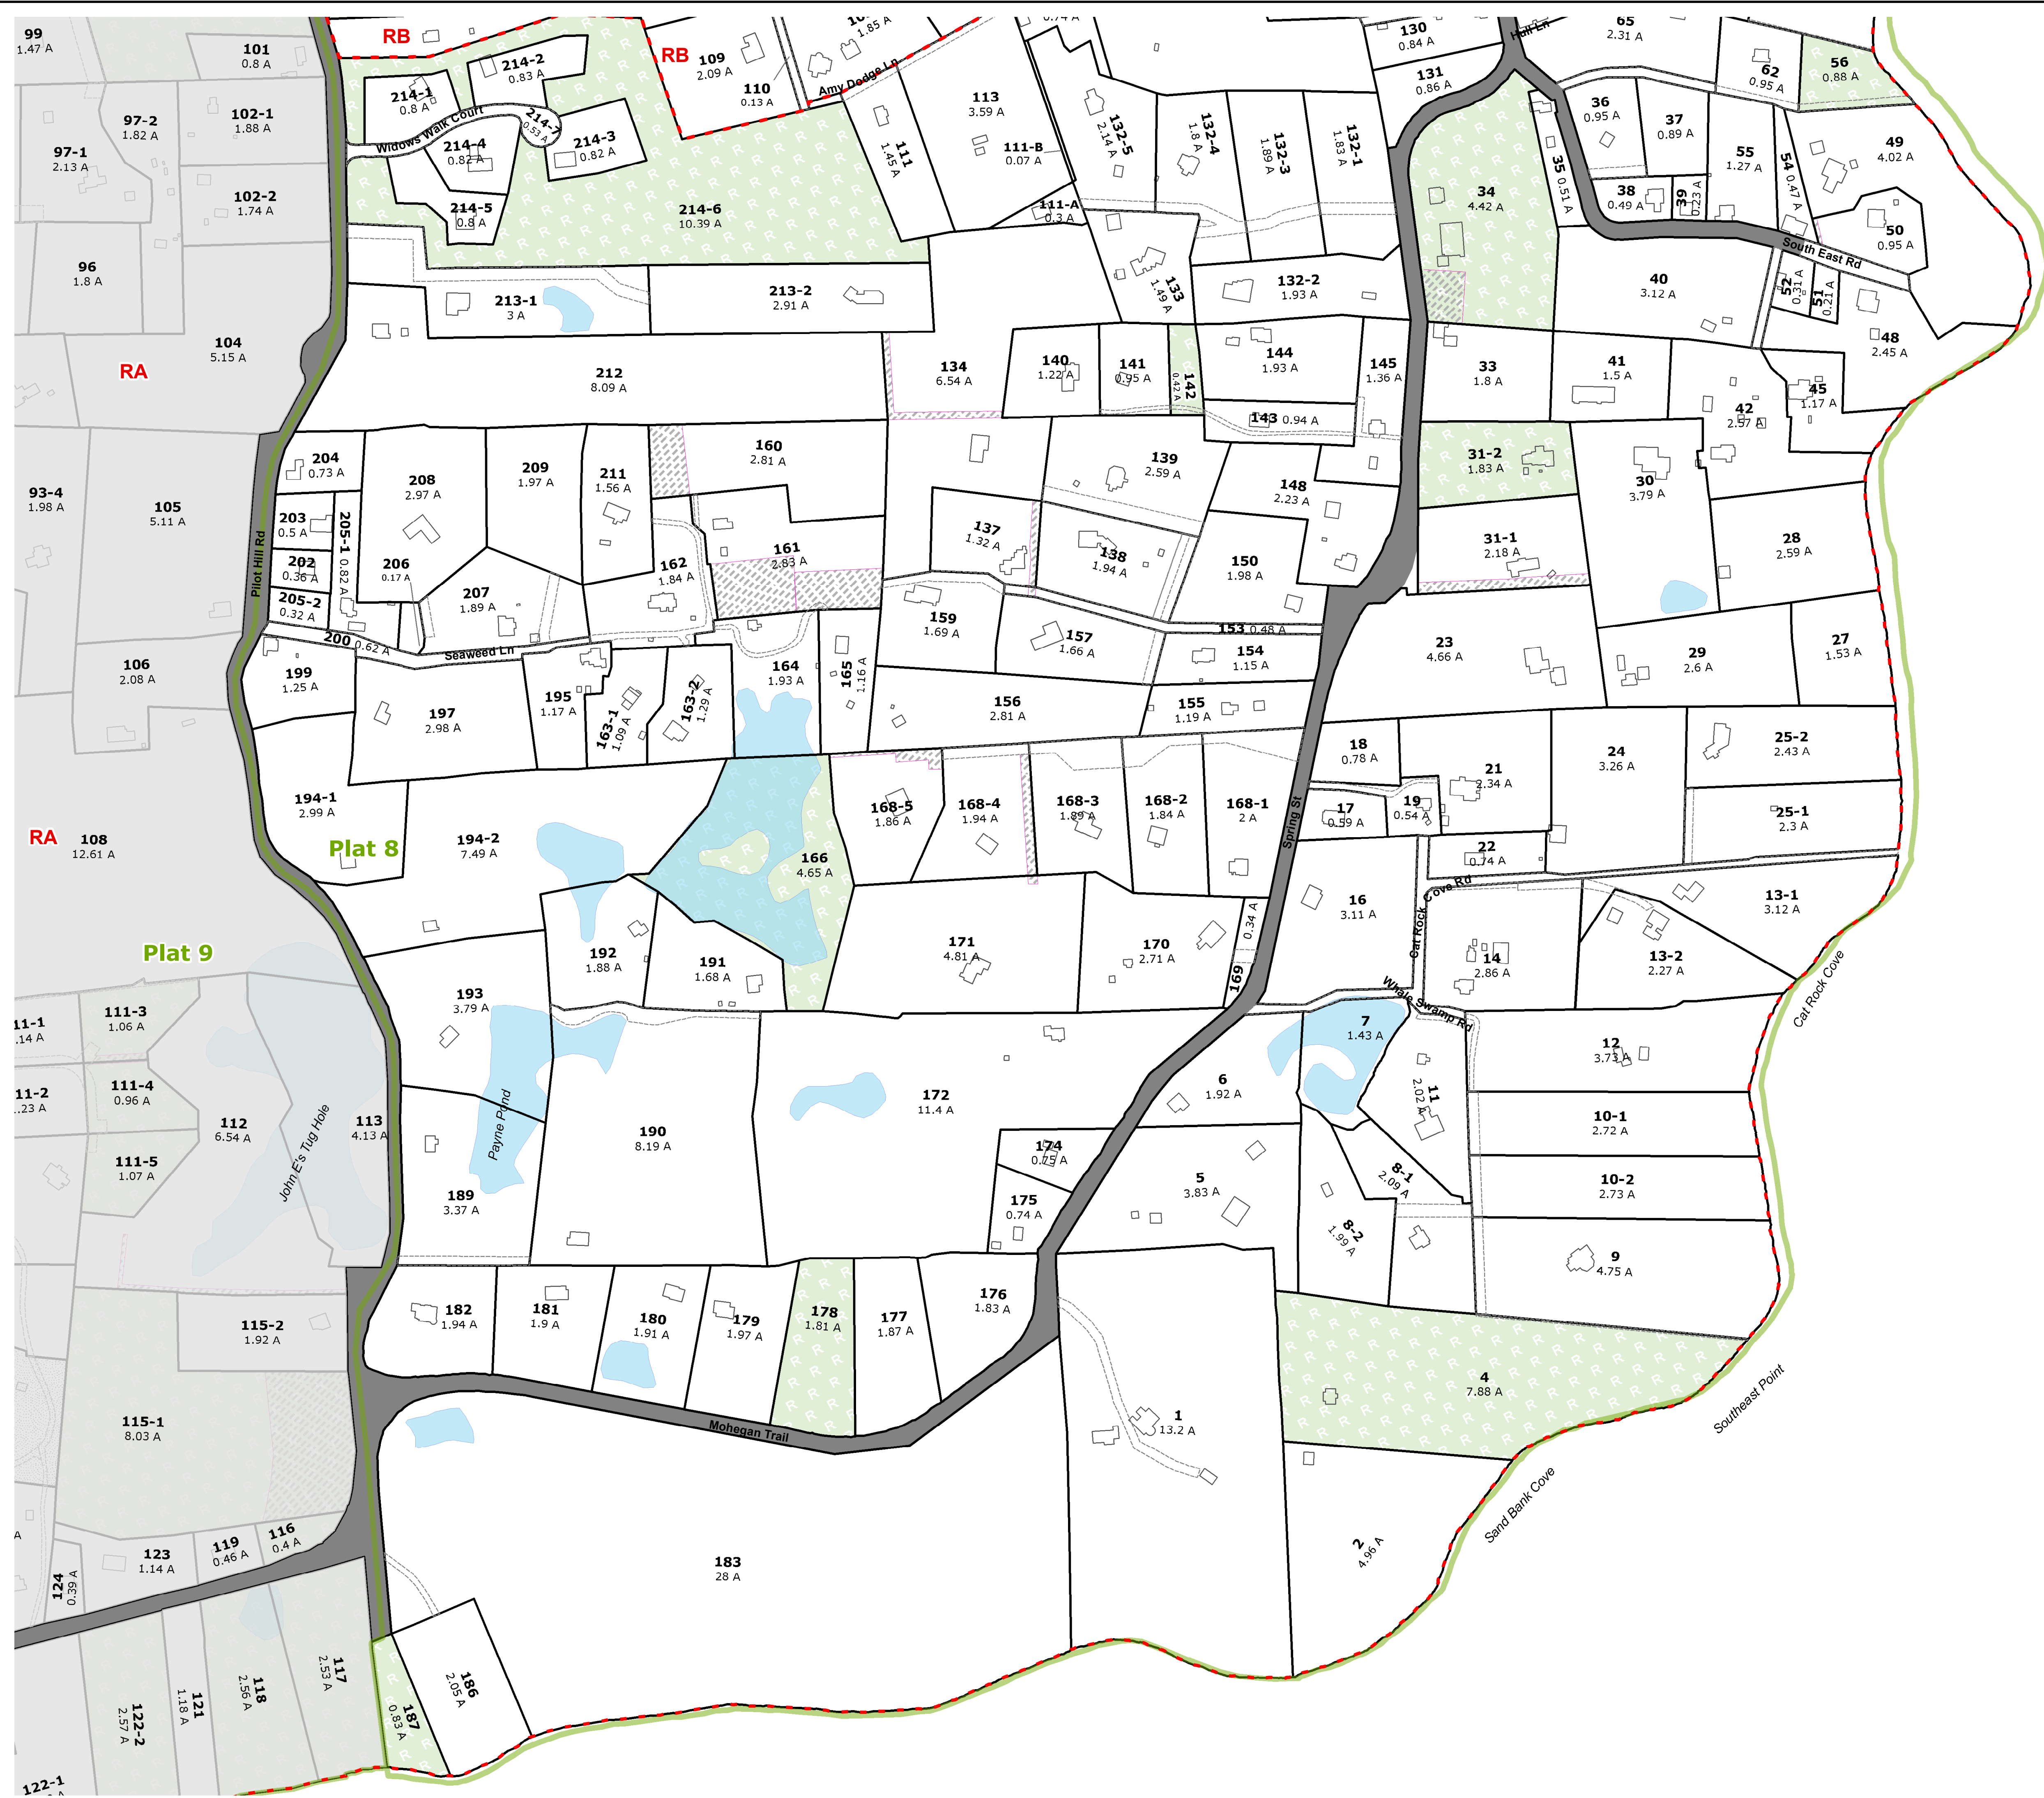 99
1.47 A
101
0.8 A
RB
214-2
0.83 A
RB
109
2.09 A
110
0.13 A
1.85 A
Amy Dodge Ln
0.74 A
130
0.84 A
Hull Ln
65
2.31 A
62
0.95 A
56
0.88 A
97-2
1.82 A
102-1
1.88 A
97-1
2.13 A
102-2
1.74 A
214-1
0.8 A
Widows Walk Court
214-7
0.53 A
214-4
0.82 A
214-3
0.82 A
214-5
0.8 A
214-6
10.39 A
111
1.45 A
113
3.59 A
111-B
0.07 A
111-A
0.3 A
132-5
2.14 A
132-4
1.8 A
132-3
1.89 A
132-1
1.83 A
131
0.86 A
34
4.42 A
35 0.51 A
36
0.95 A
37
0.89 A
38
0.49 A
39
0.23 A
55
1.27 A
54 0.47 A
49
4.02 A
50
0.95 A
South East Rd
96
1.8 A
104
5.15 A
RA
213-1
3 A
213-2
2.91 A
133
1.49 A
132-2
1.93 A
40
3.12 A
52
0.31 A
51
0.21 A
48
2.45 A
212
8.09 A
134
6.54 A
140
1.22 A
141
0.95 A
142
0.42 A
144
1.93 A
145
1.36 A
143 0.94 A
33
1.8 A
41
1.5 A
42
2.57 A
45
1.17 A
93-4
1.98 A
105
5.11 A
Pilot Hill Rd
204
0.73 A
203
0.5 A
202
0.36 A
205-2
0.32 A
205-1 0.82 A
208
2.97 A
206
0.17 A
209
1.97 A
207
1.89 A
211
1.56 A
160
2.81 A
161
2.83 A
162
1.84 A
139
2.59 A
137
1.32 A
138
1.94 A
148
2.23 A
150
1.98 A
31-2
1.83 A
31-1
2.18 A
30
3.79 A
28
2.59 A
106
2.08 A
200 0.62 A
Seaweed Ln
199
1.25 A
197
2.98 A
195
1.17 A
163-1
1.09 A
163-2
1.29 A
164
1.93 A
165
1.16 A
159
1.69 A
157
1.66 A
153 0.48 A
154
1.15 A
156
2.81 A
155
1.19 A
23
4.66 A
29
2.6 A
27
1.53 A
RA
108
12.61 A
194-1
2.99 A
Plat 8
194-2
7.49 A
166
4.65 A
168-5
1.86 A
168-4
1.94 A
168-3
1.89 A
168-2
1.84 A
168-1
2 A
Spring St
18
0.78 A
17
0.59 A
19
0.54 A
21
2.34 A
22
0.74 A
24
3.26 A
25-2
2.43 A
25-1
2.3 A
Plat 9
192
1.88 A
191
1.68 A
171
4.81 A
170
2.71 A
169
0.34 A
16
3.11 A
Cat Rock Cove Rd
14
2.86 A
13-1
3.12 A
13-2
2.27 A
Cat Rock Cove
11-1
.14 A
111-3
1.06 A
193
3.79 A
Whale Swamp Rd
7
1.43 A
12
3.73 A
11-2
.23 A
111-4
0.96 A
112
6.54 A
John E's Tug Hole
113
4.13 A
111-5
1.07 A
Payne Pond
189
3.37 A
190
8.19 A
172
11.4 A
174
0.75 A
175
0.74 A
6
1.92 A
5
3.83 A
11
2.02 A
8-1
2.09 A
8-2
1.99 A
10-1
2.72 A
10-2
2.73 A
9
4.75 A
115-2
1.92 A
182
1.94 A
181
1.9 A
180
1.91 A
179
1.97 A
178
1.81 A
177
1.87 A
176
1.83 A
Mohegan Trail
4
7.88 A
Southeast Point
115-1
8.03 A
1
13.2 A
Sand Bank Cove
2
4.96 A
A
124
0.39 A
123
1.14 A
119
0.46 A
116
0.4 A
183
28 A
122-2
2.57 A
121
1.18 A
118
2.56 A
117
2.53 A
187
0.83 A
186
2.05 A
122-1